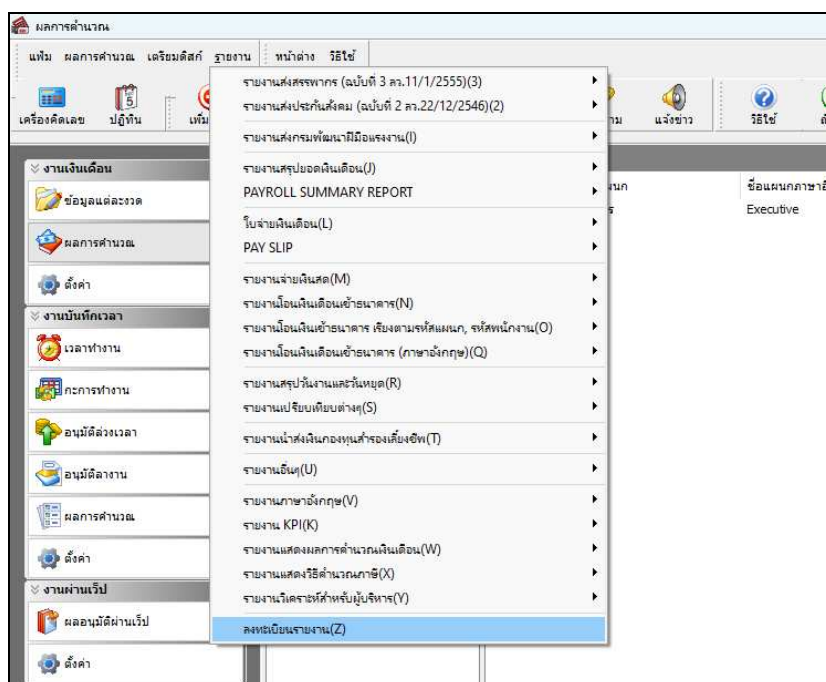 ผลการคำนวณ
แฟ้ม ผลการคำนวณ เตรียมดิสก์ รายงาน หน้าต่าง วิธีใช้
เครื่องคิดเลข ปฏิทิน แจ้งข่าว วิธีใช้
5
รายงานส่งสรรพากร (ฉบับที่ 3 ลว.11/1/2555)(3)
รายงานส่งประกันสังคม (ฉบับที่ 2 ลว.22/12/2546)(2)
รายงานส่งกรมพัฒนาฝีมือแรงงาน(I)
รายงานสรุปยอดเงินเดือน(J)
PAYROLL SUMMARY REPORT
ใบจ่ายเงินเดือน(L)
PAY SLIP
รายงานจ่ายเงินสด(M)
รายงานโอนเงินเดือนเข้าธนาคาร(N)
รายงานโอนเงินเข้าธนาคาร เรียงตามรหัสแผนก, รหัสพนักงาน(O)
รายงานโอนเงินเดือนเข้าธนาคาร (ภาษาอังกฤษ)(Q)
รายงานสรุปวันงานและวันหยุด(R)
รายงานเปรียบเทียบต่างๆ(S)
รายงานนำส่งเงินกองทุนสำรองเลี้ยงชีพ(T)
รายงานอื่นๆ(U)
รายงานภาษาอังกฤษ(V)
รายงาน KPI(K)
รายงานแสดงผลการคำนวณเงินเดือน(W)
รายงานแสดงวิธีคำนวณภาษี(X)
รายงานวิเคราะห์สำหรับผู้บริหาร(Y)
ลงทะเบียนรายงาน(Z)
งานเงินเดือน
ข้อมูลแต่ละงวด
ผลการคำนวณ
ตั้งค่า
งานบันทึกเวลา
เวลาทำงาน
กะการทำงาน
อนุมัติล่วงเวลา
อนุมัติลางาน
ผลการคำนวณ
ตั้งค่า
งานผ่านเว็ป
ผลอนุมัติผ่านเว็ป
ตั้งค่า
Executive